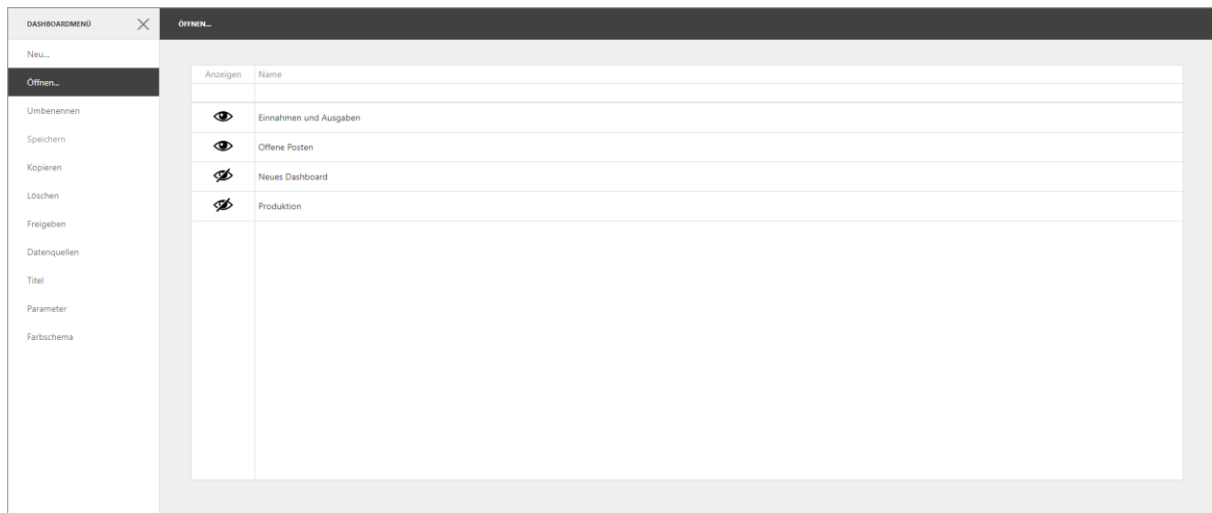 DASHBOARDMENÜ
ÖFFNEN...
Neu...
Öffnen...
Umbenennen
Speichern
Kopieren
Löschen
Freigeben
Datenquellen
Titel
Parameter
Farbschema
Anzeigen Name
Einnahmen und Ausgaben
Offene Posten
Neues Dashboard
Produktion